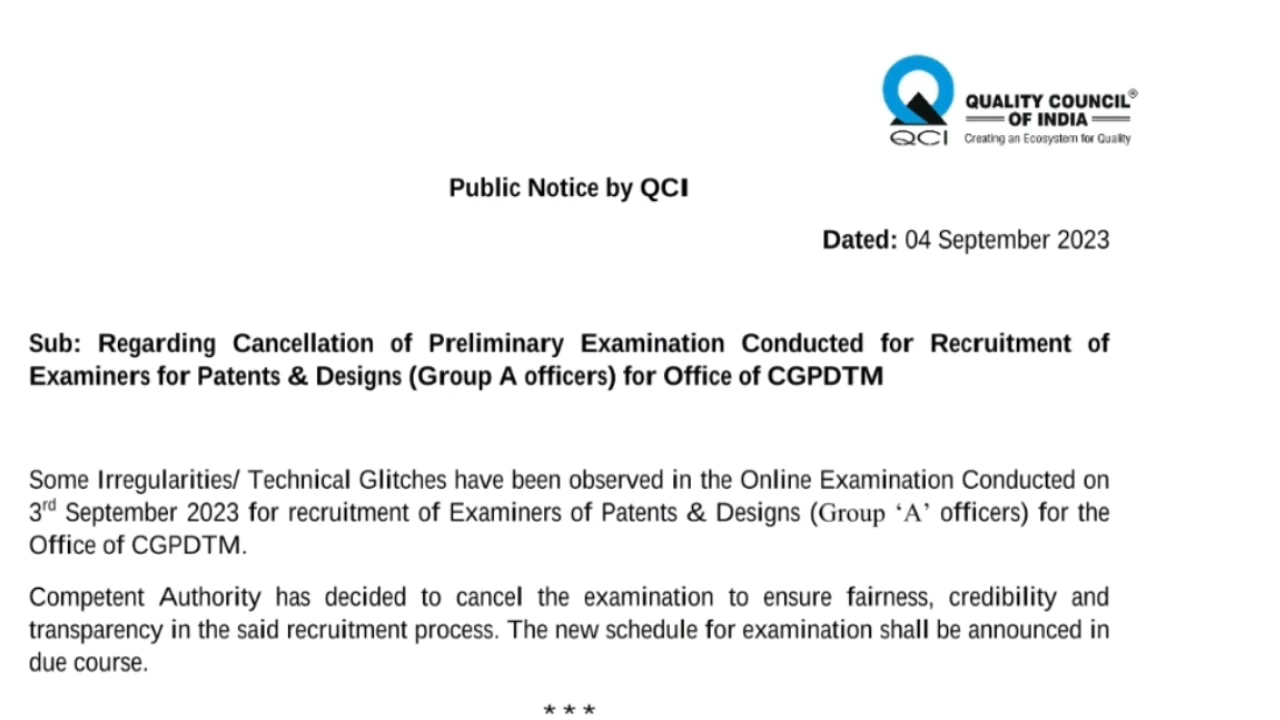 QUALITY COUNCIL®
OF INDIA
QCI Creating an Ecosystem for Quality
Public Notice by QCI
Dated: 04 September 2023
Sub: Regarding Cancellation of Preliminary Examination Conducted for Recruitment of
Examiners for Patents & Designs (Group A officers) for Office of CGPDTM
Some Irregularities/ Technical Glitches have been observed in the Online Examination Conducted on
3rd September 2023 for recruitment of Examiners of Patents & Designs (Group ‘A’ officers) for the
Office of CGPDTM.
Competent Authority has decided to cancel the examination to ensure fairness, credibility and
transparency in the said recruitment process. The new schedule for examination shall be announced in
due course.
* * *